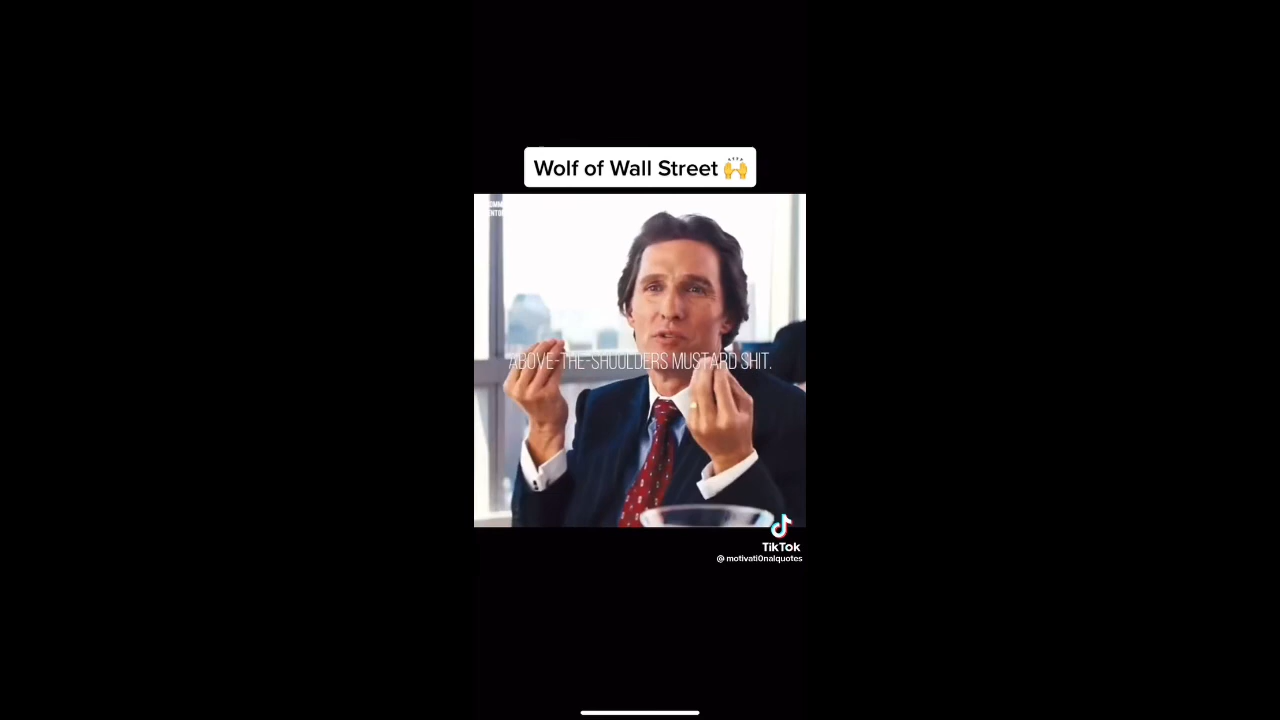 Wolf of Wall Street 🙌
ABOVE-THE-SHOULDERS MUSTARD SHIT.
TikTok
@ motivati0nalquotes